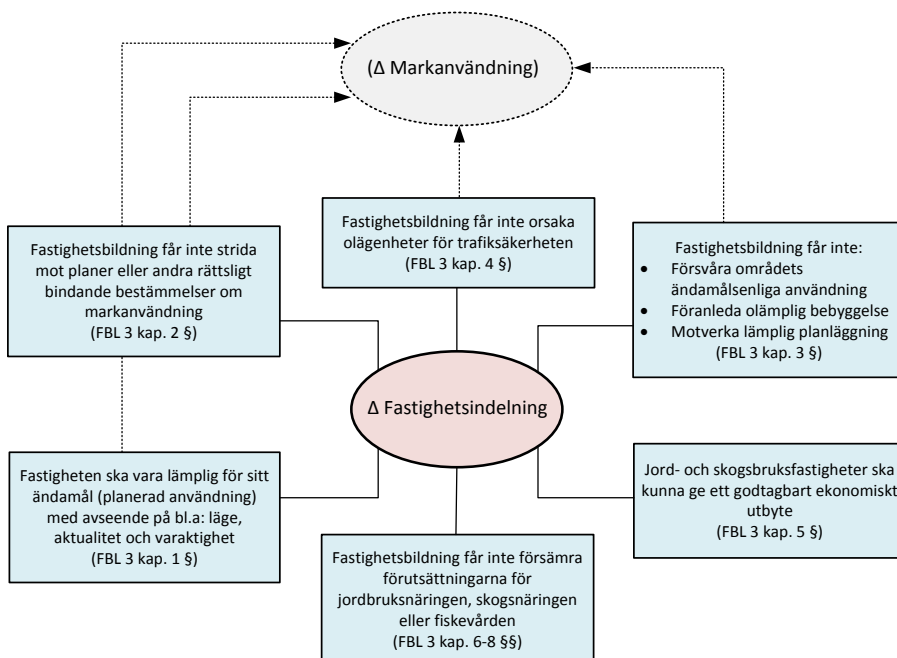 (Δ Markanvändning)
Fastighetsbildning får inte strida
mot planer eller andra rättsligt
bindande bestämmelser om
markanvändning
(FBL 3 kap. 2 §)
Fastighetsbildning får inte orsaka
olägenheter för trafiksäkerheten
(FBL 3 kap. 4 §)
Fastighetsbildning får inte:
• Försvåra områdets
ändamålsenliga användning
• Föranleda olämplig bebyggelse
• Motverka lämplig planläggning
(FBL 3 kap. 3 §)
Δ Fastighetsindelning
Fastigheten ska vara lämplig för sitt
ändamål (planerad användning)
med avseende på bl.a: läge,
aktualitet och varaktighet
(FBL 3 kap. 1 §)
Fastighetsbildning får inte försämra
förutsättningarna för
jordbruksnäringen, skogsnäringen
eller fiskevården
(FBL 3 kap. 6-8 §§)
Jord- och skogsbruksfastigheter ska
kunna ge ett godtagbart ekonomiskt
utbyte
(FBL 3 kap. 5 §)